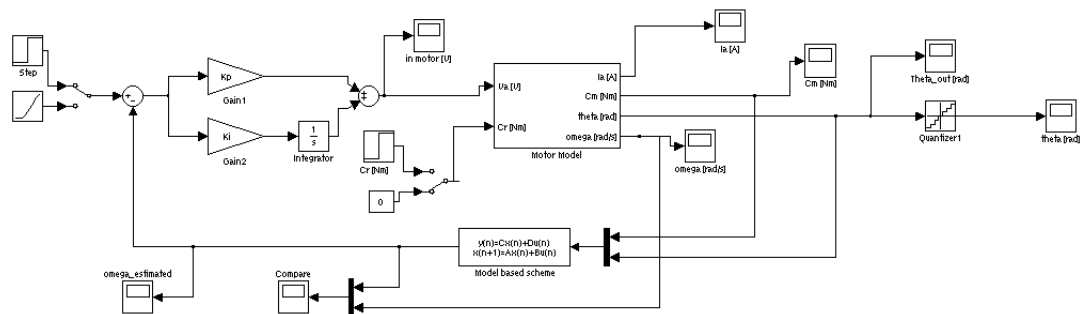 Step
Kp
Gain1
Ki
Gain2
1
s
Integrator
in motor [V]
Cr [Nm]
0
Va [V]
Cr [Nm]
Ia [A]
Cm [Nm]
theta [rad]
omega [rad/s]
Motor Model
Ia [A]
Cm [Nm]
omega [rad/s]
Theta_out [rad]
Quantizer1
theta [rad]
y(n)=Cx(n)+Du(n)
x(n+1)=Ax(n)+Bu(n)
Model based scheme
omega_estimated
Compare